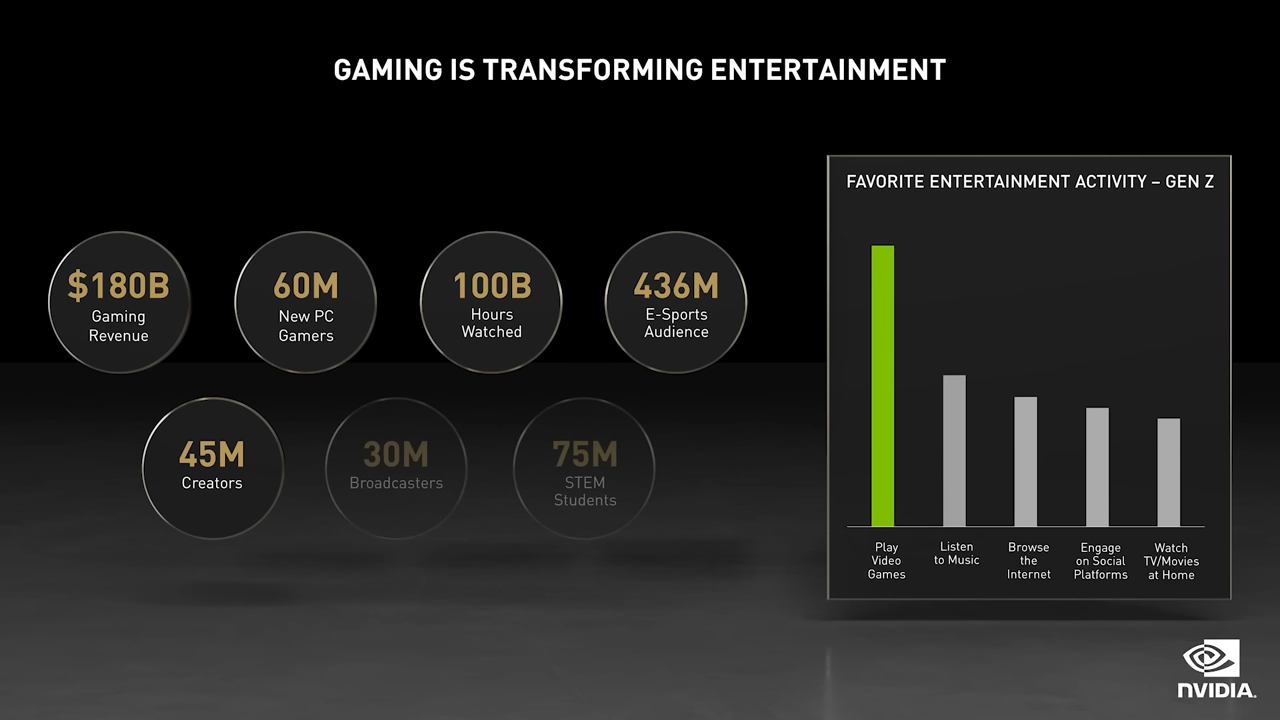 GAMING IS TRANSFORMING ENTERTAINMENT
$180B
Gaming
Revenue
60M
New PC
Gamers
100B
Hours
Watched
436M
E-Sports
Audience
45M
Creators
30M
Broadcasters
75M
STEM
Students
FAVORITE ENTERTAINMENT ACTIVITY – GEN Z
Play
Video
Games
Listen
to Music
Browse
the
Internet
Engage
on Social
Platforms
Watch
TV/Movies
at Home
NVIDIA.